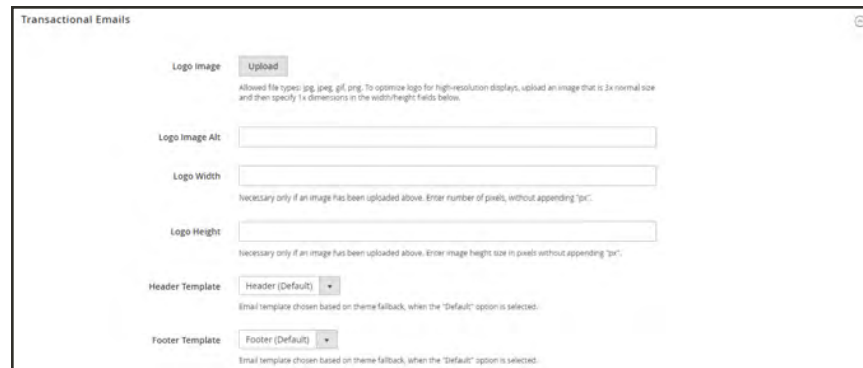 Transactional Emails
Logo Image
Upload
Allowed file types: jpg, jpeg, gif, png. To optimize logo for high-resolution displays, upload an image that is 3x normal size
and then specify 1x dimensions in the width/height fields below.
Logo Image Alt
Logo Width
Necessary only if an image has been uploaded above. Enter number of pixels, without appending "px".
Logo Height
Necessary only if an image has been uploaded above. Enter image height size in pixels without appending "px".
Header Template
Header (Default)
Email template chosen based on theme fallback, when the "Default" option is selected.
Footer Template
Footer (Default)
Email template chosen based on theme fallback, when the "Default" option is selected.